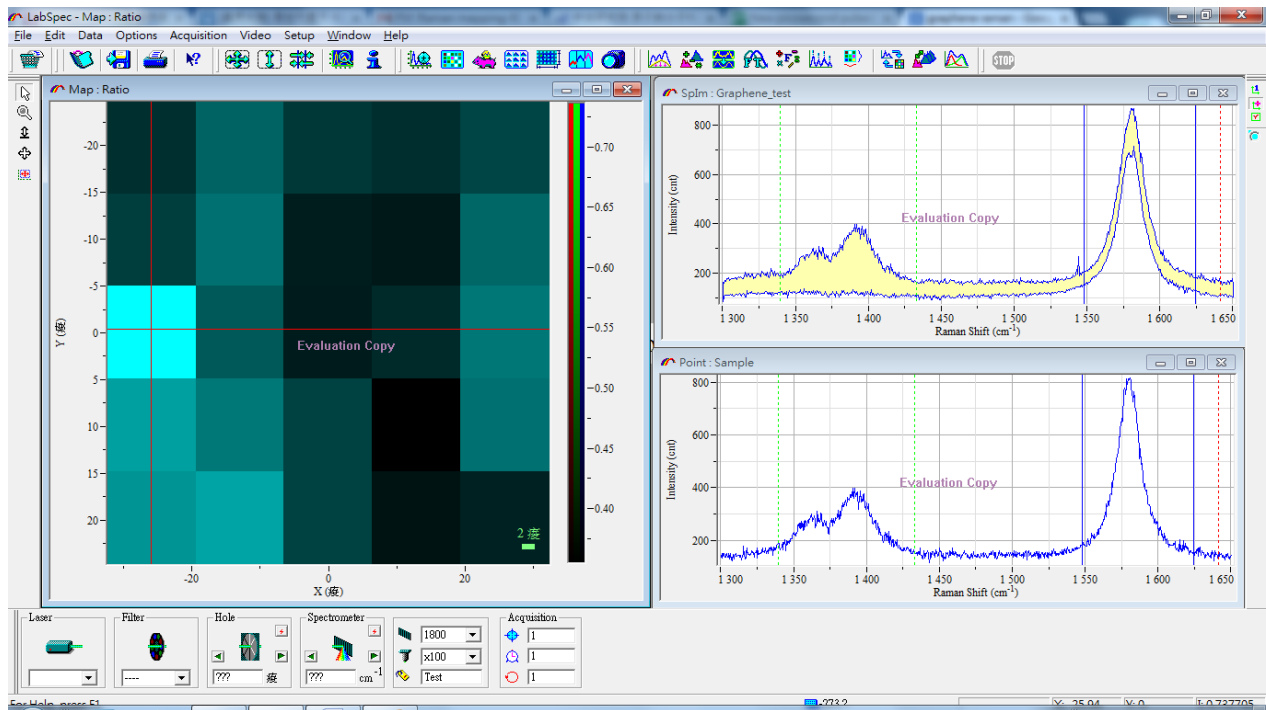 LabSpec - Map : Ratio
File Edit Data Options Acquisition Video Setup Window Help
STOP
Map : Ratio
-20
-15
-10
-5
0
5
10
15
20
Y (癟)
Evaluation Copy
-20
0
20
X (癟)
0.70
0.65
0.60
0.55
0.50
0.45
0.40
SpIm : Graphene_test
800
600
400
200
Intensity (cnt)
Evaluation Copy
1 300 1 350 1 400 1 450 1 500 1 550 1 600 1 650
Raman Shift (cm-1)
Point : Sample
800
600
400
200
Intensity (cnt)
Evaluation Copy
1 300 1 350 1 400 1 450 1 500 1 550 1 600 1 650
Raman Shift (cm-1)
Laser
Filter
----
Hole
???
Spectrometer
??? cm-1
1800
x100
Test
Acquisition
1
1
1
For Help, press F1
-273.2
X: -25.94
Y: 0
I: 0.737705